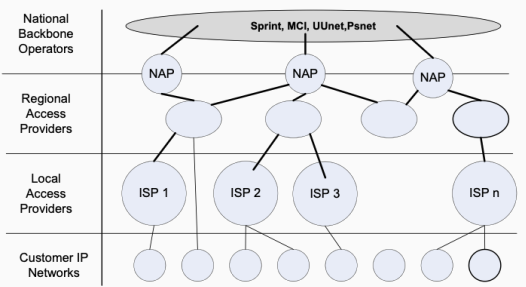 National
Backbone
Operators
Sprint, MCI, UUnet,Psnet
NAP
NAP
NAP
Regional
Access
Providers
Local
Access
Providers
ISP 1
ISP 2
ISP 3
ISP n
Customer IP
Networks